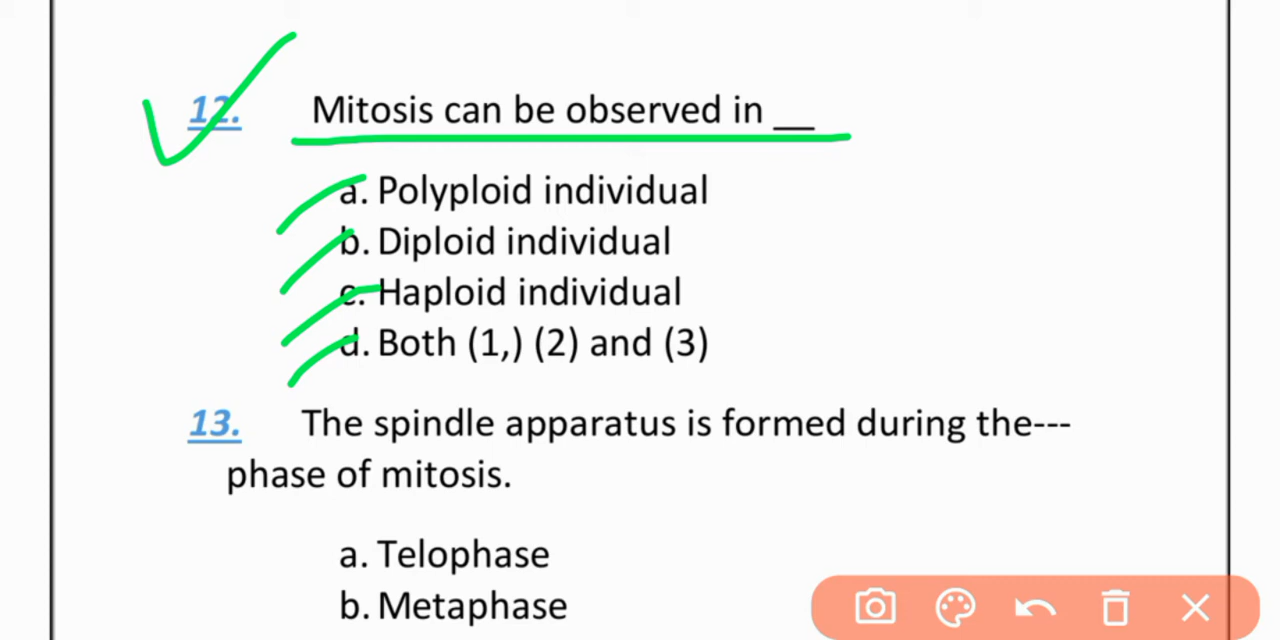 12. Mitosis can be observed in __
a. Polyploid individual
b. Diploid individual
c. Haploid individual
d. Both (1,) (2) and (3)
13. The spindle apparatus is formed during the---
phase of mitosis.
a. Telophase
b. Metaphase